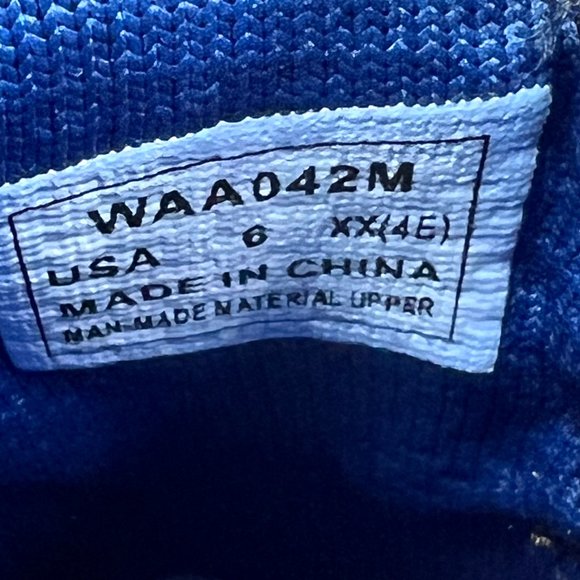 WAA042M
USA 6 XX(4E)
MADE IN CHINA
MAN-MADE MATERIAL UPPER